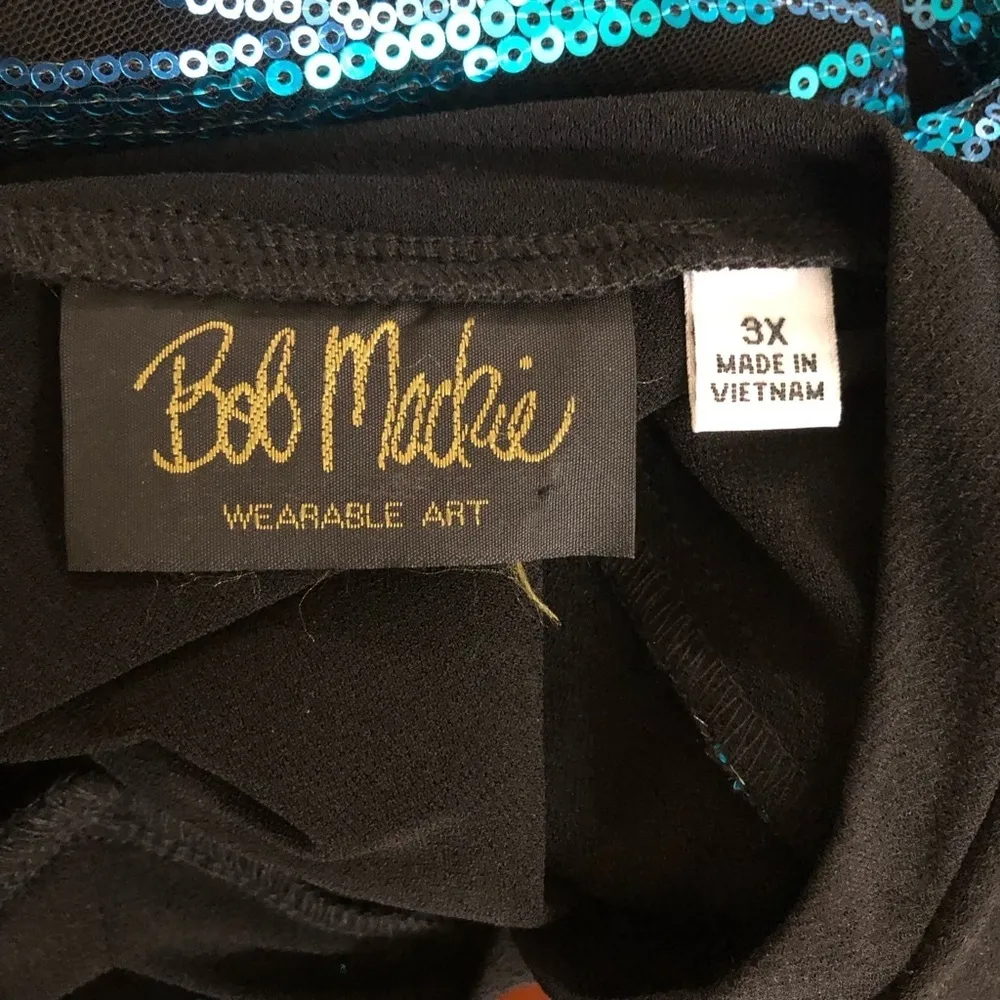 Bob Mackie
WEARABLE ART
3X
MADE IN
VIETNAM